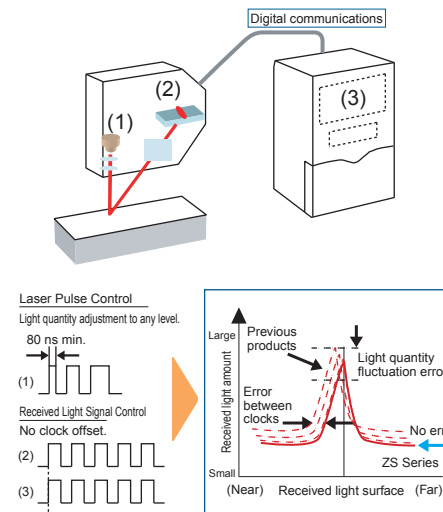 Digital communications
(1)
(2)
(3)
Laser Pulse Control
Light quantity adjustment to any level.
80 ns min.
(1)
Received Light Signal Control
No clock offset.
(2)
(3)
Received light amount
Large
Small
Previous
products
Error
between
clocks
Light quantity
fluctuation error
No err
ZS Series
(Near)
Received light surface
(Far)